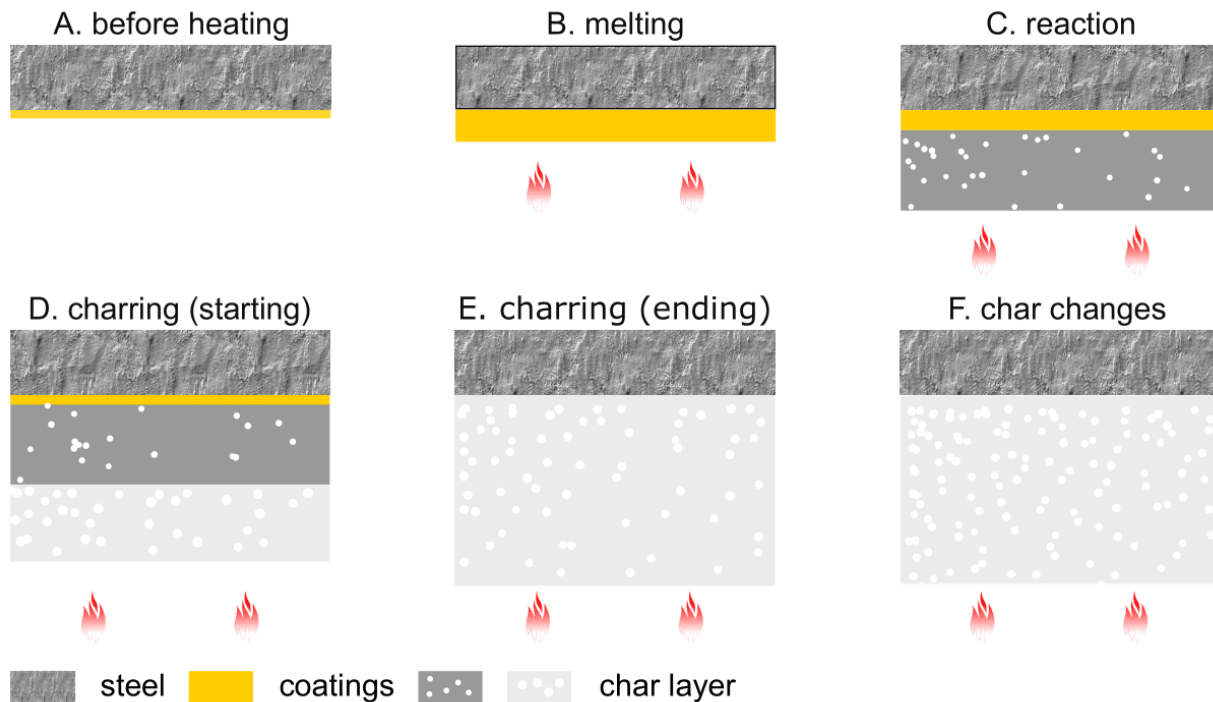 A. before heating
B. melting
C. reaction
D. charring (starting)
E. charring (ending)
F. char changes
steel
coatings
char layer